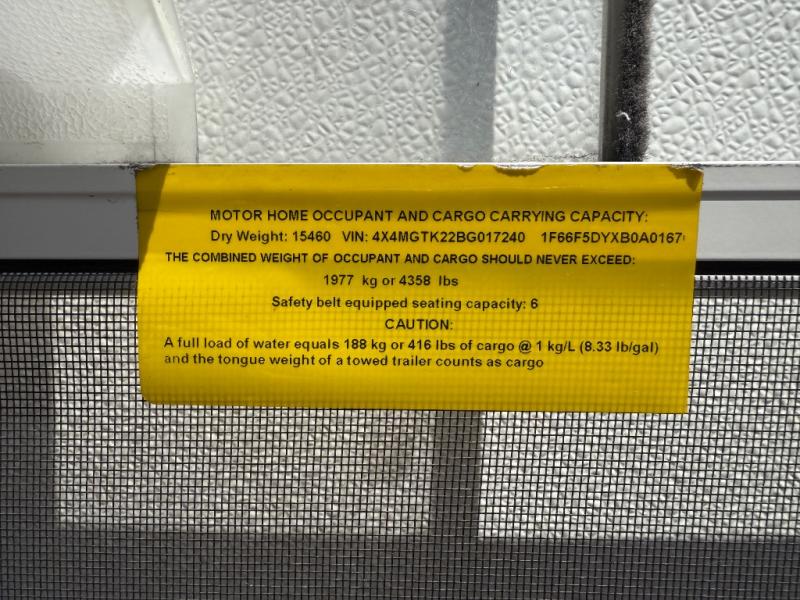 MOTOR HOME OCCUPANT AND CARGO CARRYING CAPACITY:
Dry Weight: 15460 VIN: 4X4MGTK22BG017240 1F66F5DYXB0A0167
THE COMBINED WEIGHT OF OCCUPANT AND CARGO SHOULD NEVER EXCEED:
1977 kg or 4358 lbs
Safety belt equipped seating capacity: 6
CAUTION:
A full load of water equals 188 kg or 416 lbs of cargo @ 1 kg/L (8.33 lb/gal)
and the tongue weight of a towed trailer counts as cargo